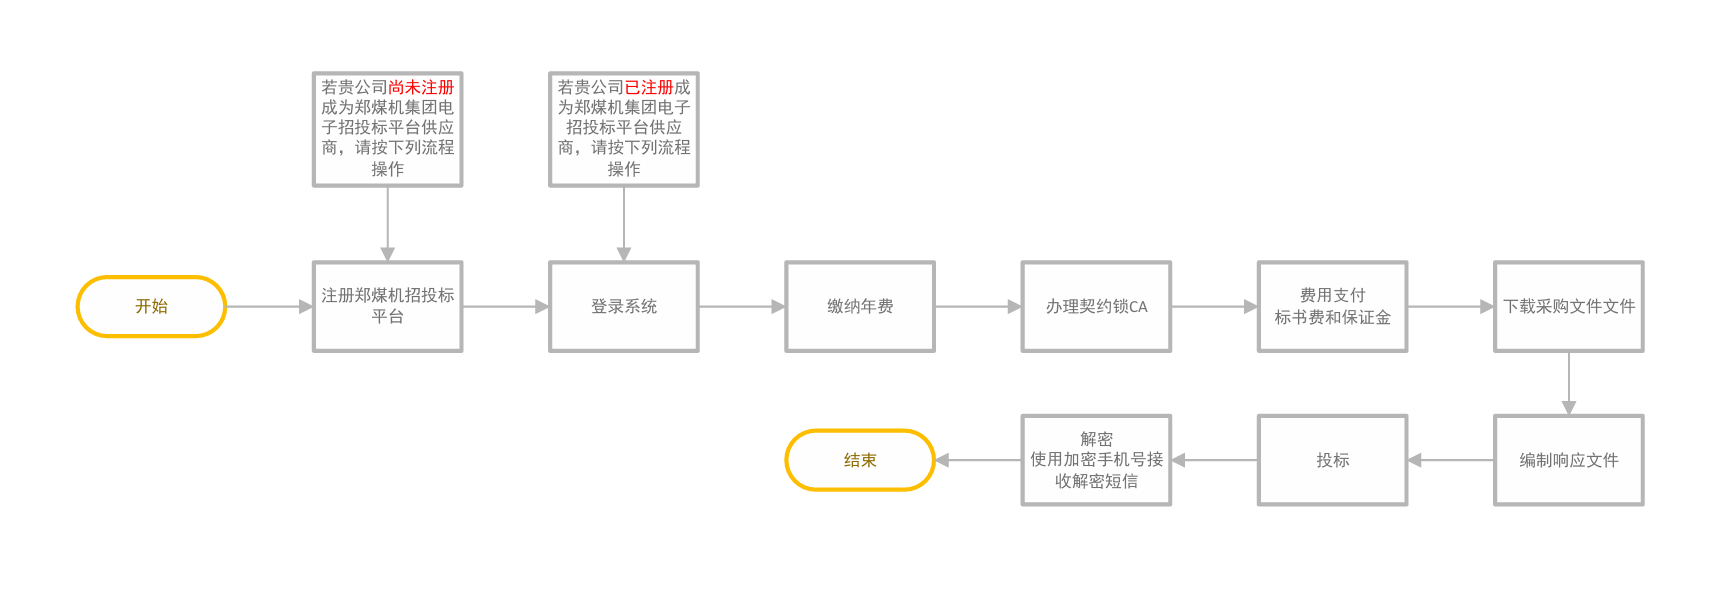 若贵公司尚未注册
成为郑煤机集团电
子招投标平台供应
商，请按下列流程
操作
若贵公司已注册成
为郑煤机集团电子
招投标平台供应
商，请按下列流程
操作
开始
注册郑煤机招投标
平台
登录系统
缴纳年费
办理契约锁CA
费用支付
标书费和保证金
下载采购文件文件
编制响应文件
投标
解密
使用加密手机号接
收解密短信
结束